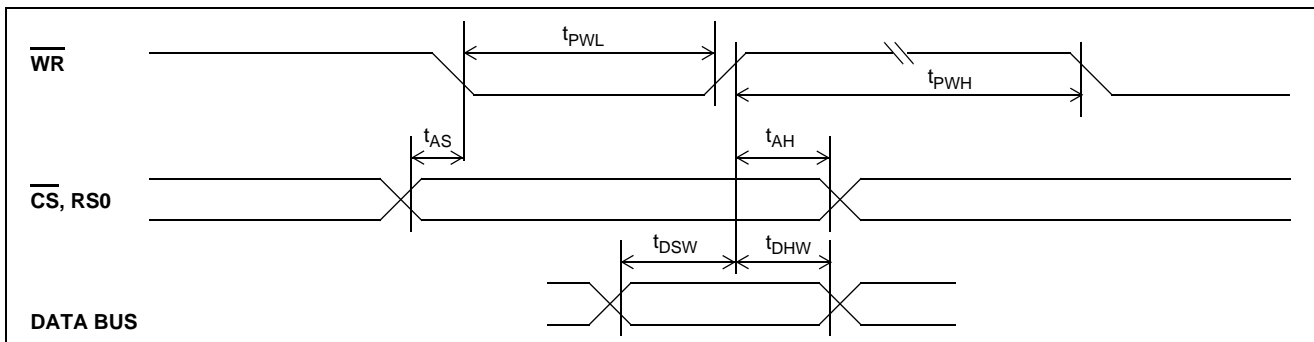 WR
tPWL
tPWH
tAS
tAH
CS, RS0
tDSW
tDHW
DATA BUS